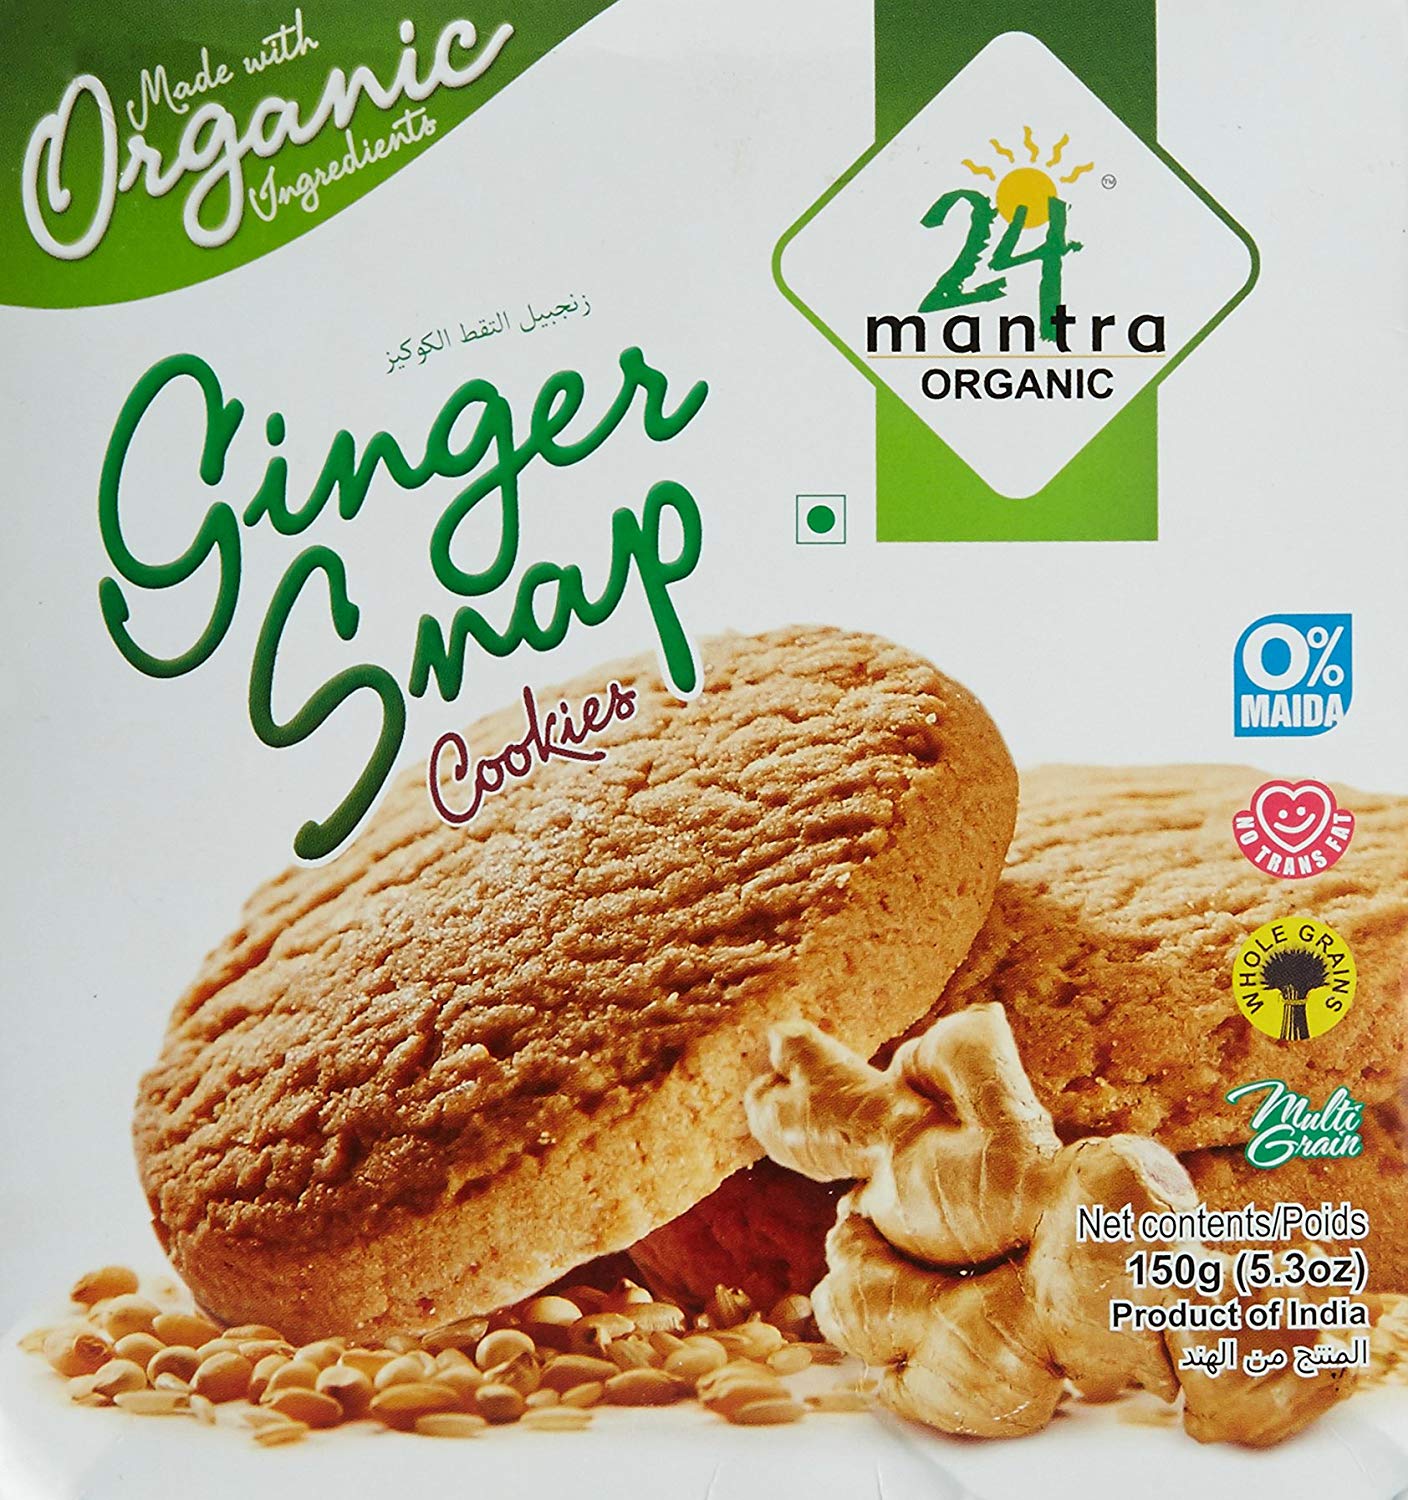 Made with
Organic
Ingredients
24
TM
mantra
ORGANIC
زنجبيل التقط الكوكيز
Ginger
Snap
Cookies
0%
MAIDA
NO TRANS FAT
WHOLE GRAINS
Multi
Grain
Net contents/Poids
150g (5.3oz)
Product of India
المنتج من الهند